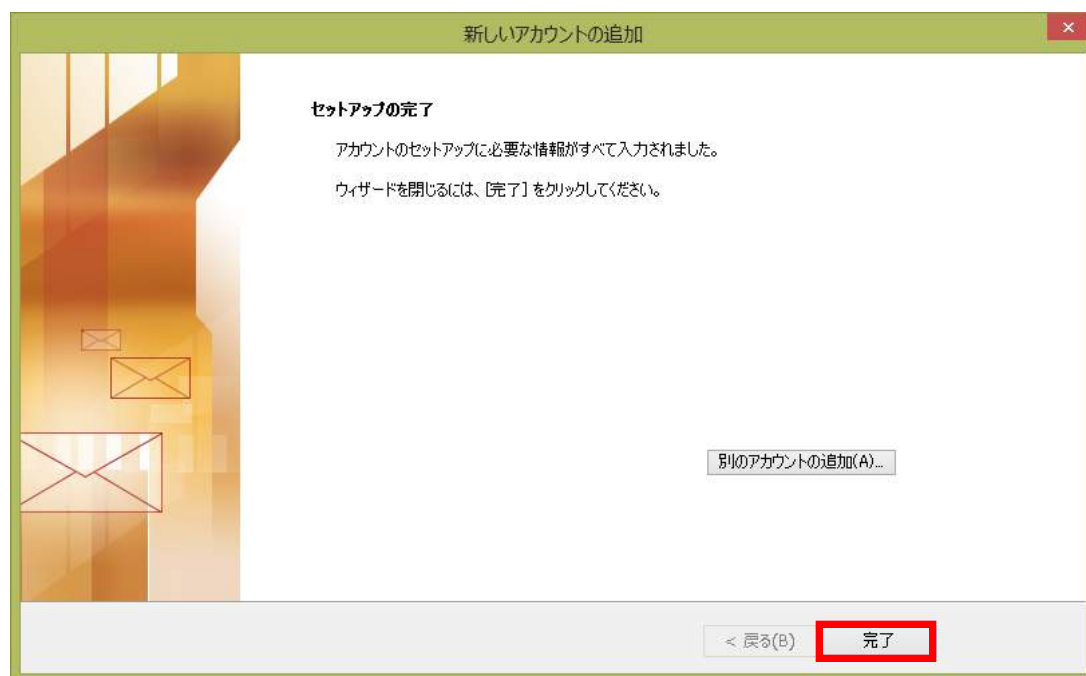 新しいアカウントの追加
×
セットアップの完了
アカウントのセットアップに必要な情報がすべて入力されました。
ウィザードを閉じるには、[完了] をクリックしてください。
別のアカウントの追加(A)...
< 戻る(B)
完了